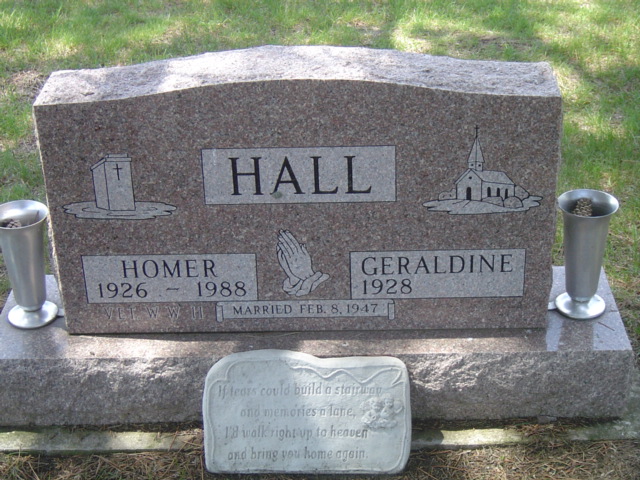 HALL
HOMER
1926 ~ 1988
GERALDINE
1928
VET W W II
MARRIED FEB. 8, 1947
If tears could build a stairway
and memories a lane,
I'd walk right up to heaven
and bring you home again.